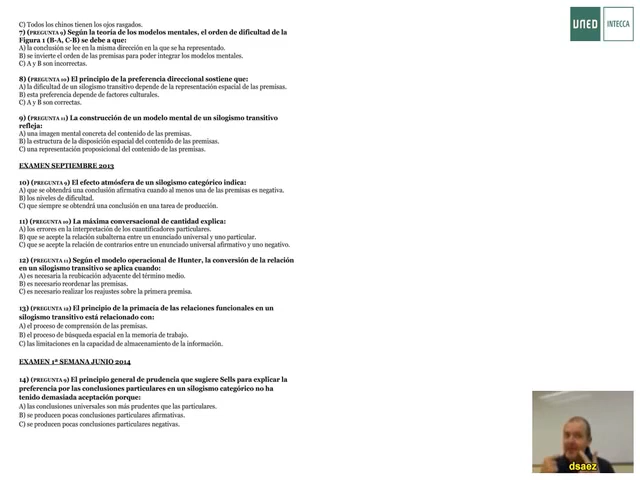 C) Todos los chinos tienen los ojos rasgados.
7) (PREGUNTA 9) Según la teoría de los modelos mentales, el orden de dificultad de la
Figura 1 (B-A, C-B) se debe a que:
A) la conclusión se lee en la misma dirección en la que se ha representado.
B) se invierte el orden de las premisas para poder integrar los modelos mentales.
C) A y B son incorrectas.
8) (PREGUNTA 10) El principio de la preferencia direccional sostiene que:
A) la dificultad de un silogismo transitivo depende de la representación espacial de las premisas.
B) esta preferencia depende de factores culturales.
C) A y B son correctas.
9) (PREGUNTA 11) La construcción de un modelo mental de un silogismo transitivo
refleja:
A) una imagen mental concreta del contenido de las premisas.
B) la estructura de la disposición espacial del contenido de las premisas.
C) una representación proposicional del contenido de las premisas.
EXAMEN SEPTIEMBRE 2013
10) (PREGUNTA 9) El efecto atmósfera de un silogismo categórico indica:
A) que se obtendrá una conclusión afirmativa cuando al menos una de las premisas es negativa.
B) los niveles de dificultad.
C) que siempre se obtendrá una conclusión en una tarea de producción.
11) (PREGUNTA 10) La máxima conversacional de cantidad explica:
A) los errores en la interpretación de los cuantificadores particulares.
B) que se acepte la relación subalterna entre un enunciado universal y uno particular.
C) que se acepte la relación de contrarios entre un enunciado universal afirmativo y uno negativo.
12) (PREGUNTA 11) Según el modelo operacional de Hunter, la conversión de la relación
en un silogismo transitivo se aplica cuando:
A) es necesaria la reubicación adyacente del término medio.
B) es necesario reordenar las premisas.
C) es necesario realizar los reajustes sobre la primera premisa.
13) (PREGUNTA 12) El principio de la primacía de las relaciones funcionales en un
silogismo transitivo está relacionado con:
A) el proceso de comprensión de las premisas.
B) el proceso de búsqueda espacial en la memoria de trabajo.
C) las limitaciones en la capacidad de almacenamiento de la información.
EXAMEN 1ª SEMANA JUNIO 2014
14) (PREGUNTA 9) El principio general de prudencia que sugiere Sells para explicar la
preferencia por las conclusiones particulares en un silogismo categórico no ha
tenido demasiada aceptación porque:
A) las conclusiones universales son más prudentes que las particulares.
B) se producen pocas conclusiones particulares afirmativas.
C) se producen pocas conclusiones particulares negativas.
UNED
INTECCA
dsaez